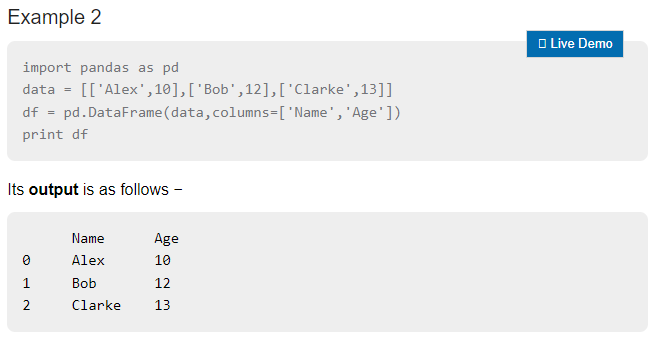 Example 2
Live Demo
import pandas as pd
data = [['Alex',10],['Bob',12],['Clarke',13]]
df = pd.DataFrame(data,columns=['Name','Age'])
print df
Its output is as follows −
Name Age
0 Alex 10
1 Bob 12
2 Clarke 13